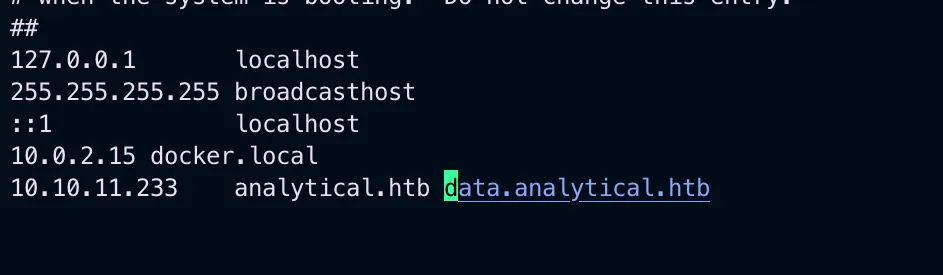 # when the system is booting.  Do not change this entry.
##
127.0.0.1       localhost
255.255.255.255 broadcasthost
::1             localhost
10.0.2.15 docker.local
10.10.11.233    analytical.htb data.analytical.htb